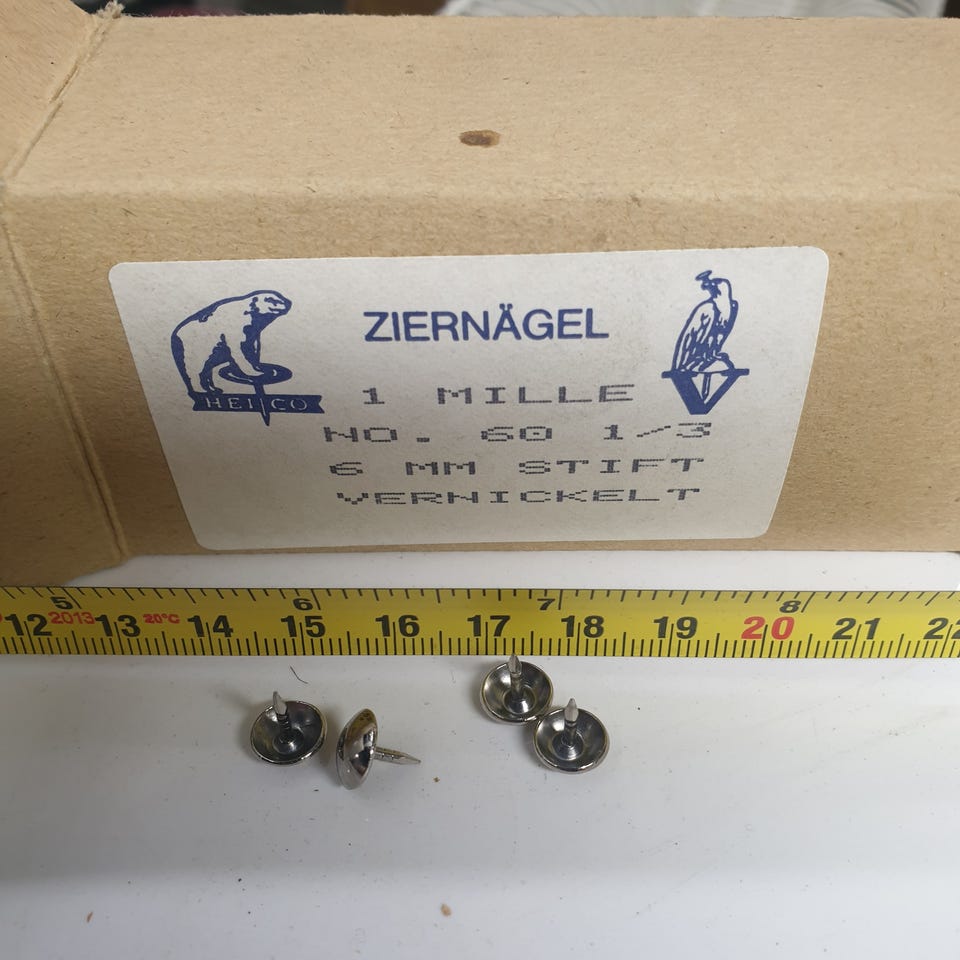 ZIERNÄGEL
HEICO
1 MILLE
NO. 60 1/3
6 MM STIFT
VERNICKELT
5 6 7 8
12 2013 13 20°C 14 15 16 17 18 19 20 21 22